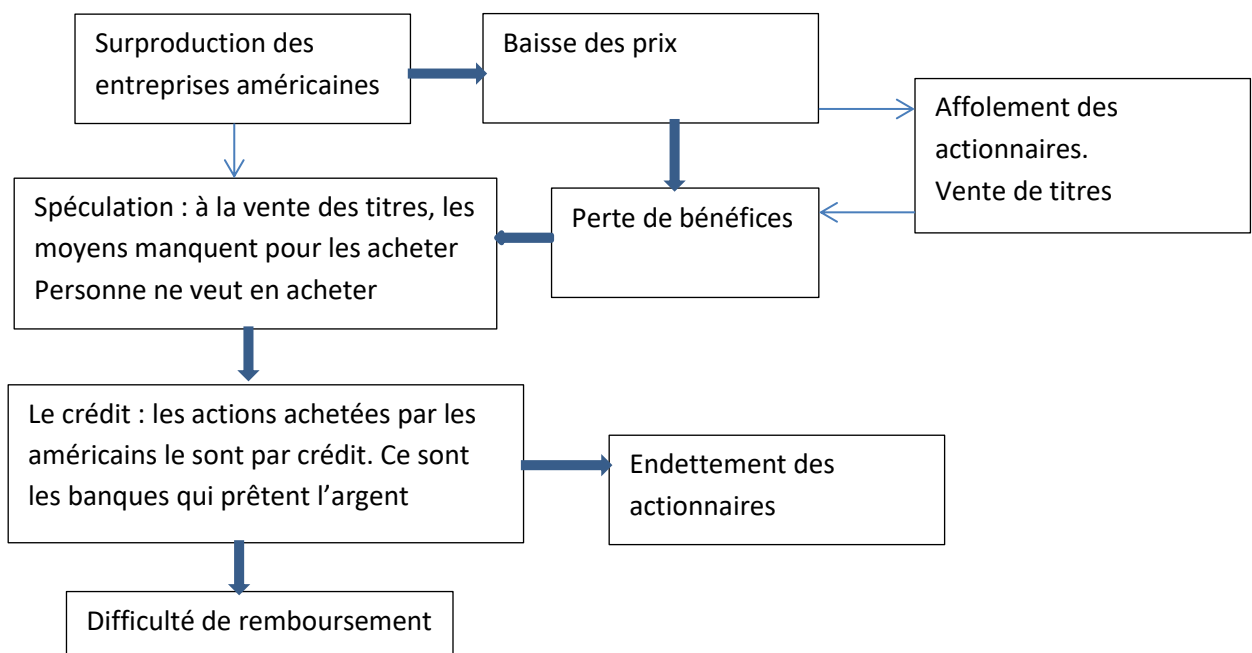 Surproduction des
entreprises américaines
Baisse des prix
Affolement des
actionnaires.
Vente de titres
Spéculation : à la vente des titres, les
moyens manquent pour les acheter
Personne ne veut en acheter
Perte de bénéfices
Le crédit : les actions achetées par les
américains le sont par crédit. Ce sont
les banques qui prêtent l’argent
Endettement des
actionnaires
Difficulté de remboursement